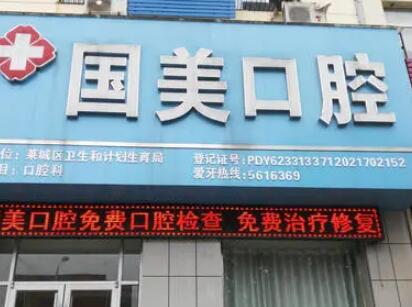 国美口腔
位：莱城区卫生和计划生育局
登记证号：PDY6233133712021702152
目：口腔科
爱牙热线：5616369
美口腔免费口腔检查 免费治疗修复